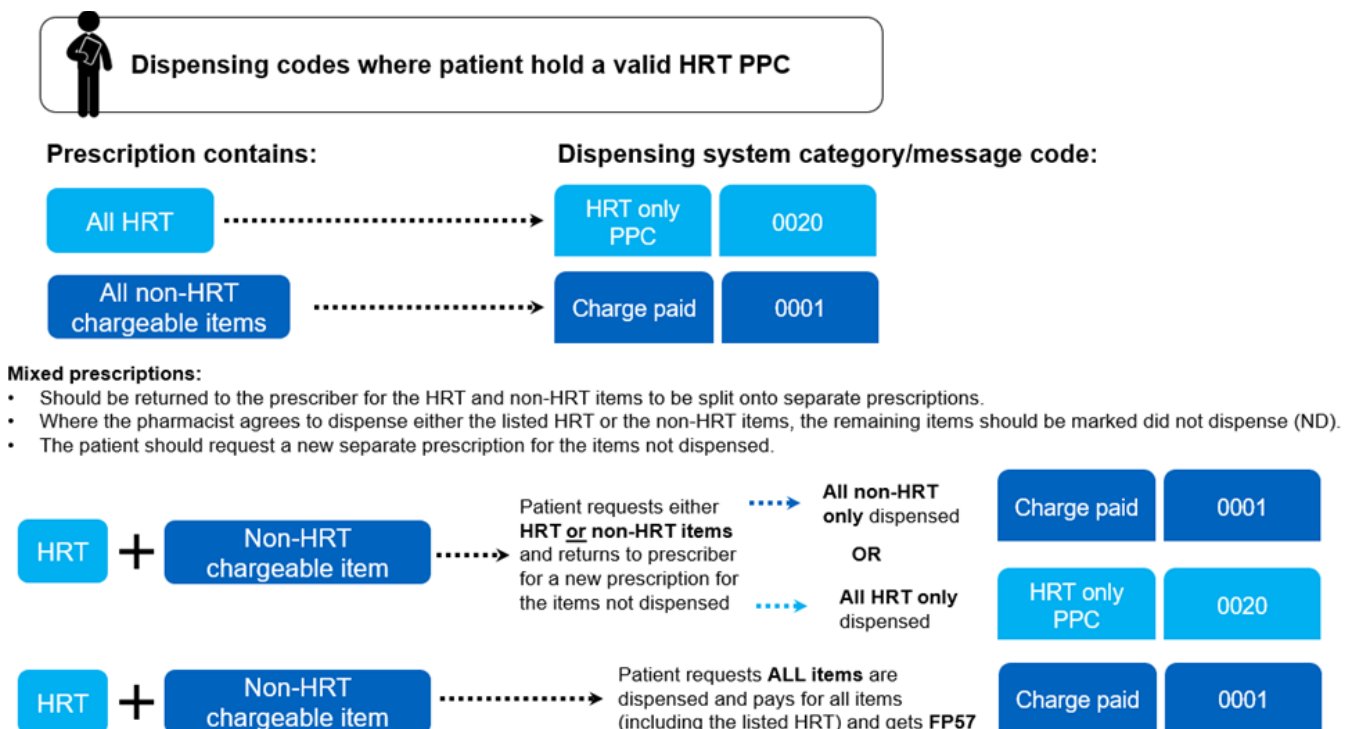 Dispensing codes where patient hold a valid HRT PPC
Prescription contains:
Dispensing system category/message code:
All HRT
HRT only
PPC
0020
All non-HRT
chargeable items
Charge paid
0001
Mixed prescriptions:
• Should be returned to the prescriber for the HRT and non-HRT items to be split onto separate prescriptions.
• Where the pharmacist agrees to dispense either the listed HRT or the non-HRT items, the remaining items should be marked did not dispense (ND).
• The patient should request a new separate prescription for the items not dispensed.
HRT
+
Non-HRT
chargeable item
Patient requests either
HRT or non-HRT items
and returns to prescriber
for a new prescription for
the items not dispensed
All non-HRT
only dispensed
Charge paid
0001
OR
All HRT only
dispensed
HRT only
PPC
0020
HRT
+
Non-HRT
chargeable item
Patient requests ALL items are
dispensed and pays for all items
(including the listed HRT) and gets FP57
Charge paid
0001